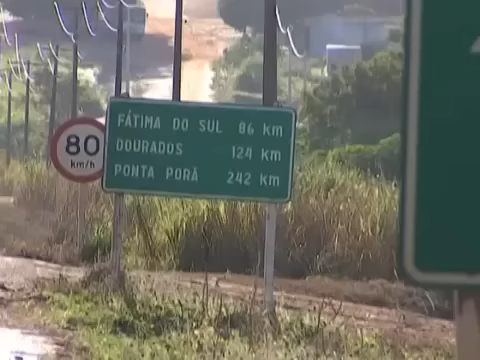 80
km/h
FÁTIMA DO SUL 86 km
DOURADOS 124 km
PONTA PORÃ 242 km